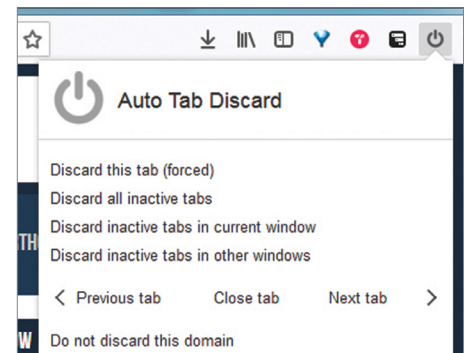 Auto Tab Discard
Discard this tab (forced)
Discard all inactive tabs
Discard inactive tabs in current window
Discard inactive tabs in other windows
Previous tab Close tab Next tab
TH
W
Do not discard this domain